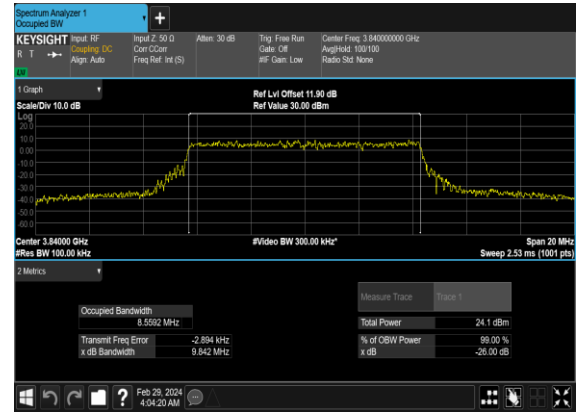 Spectrum Analyzer 1
Occupied BW
+
KEYSIGHT Input: RF Input Z: 50 Ω Atten: 30 dB Trig: Free Run Center Freq: 3.840000000 GHz
R T Coupling: DC Corr CCorr Gate: Off Avg|Hold: 100/100
Align: Auto Freq Ref: Int (S) #IF Gain: Low Radio Std: None
1 Graph
Ref Lvl Offset 11.90 dB
Scale/Div 10.0 dB Ref Value 30.00 dBm
Log
20.0
10.0
0.00
-10.0
-20.0
-30.0
-40.0
-50.0
-60.0
Center 3.84000 GHz #Video BW 300.00 kHz* Span 20 MHz
#Res BW 100.00 kHz Sweep 2.53 ms (1001 pts)
2 Metrics
Measure Trace Trace 1
Occupied Bandwidth
8.5592 MHz Total Power 24.1 dBm
Transmit Freq Error -2.894 kHz % of OBW Power 99.00 %
x dB Bandwidth 9.842 MHz x dB -26.00 dB
? Feb 29, 2024
4:04:20 AM